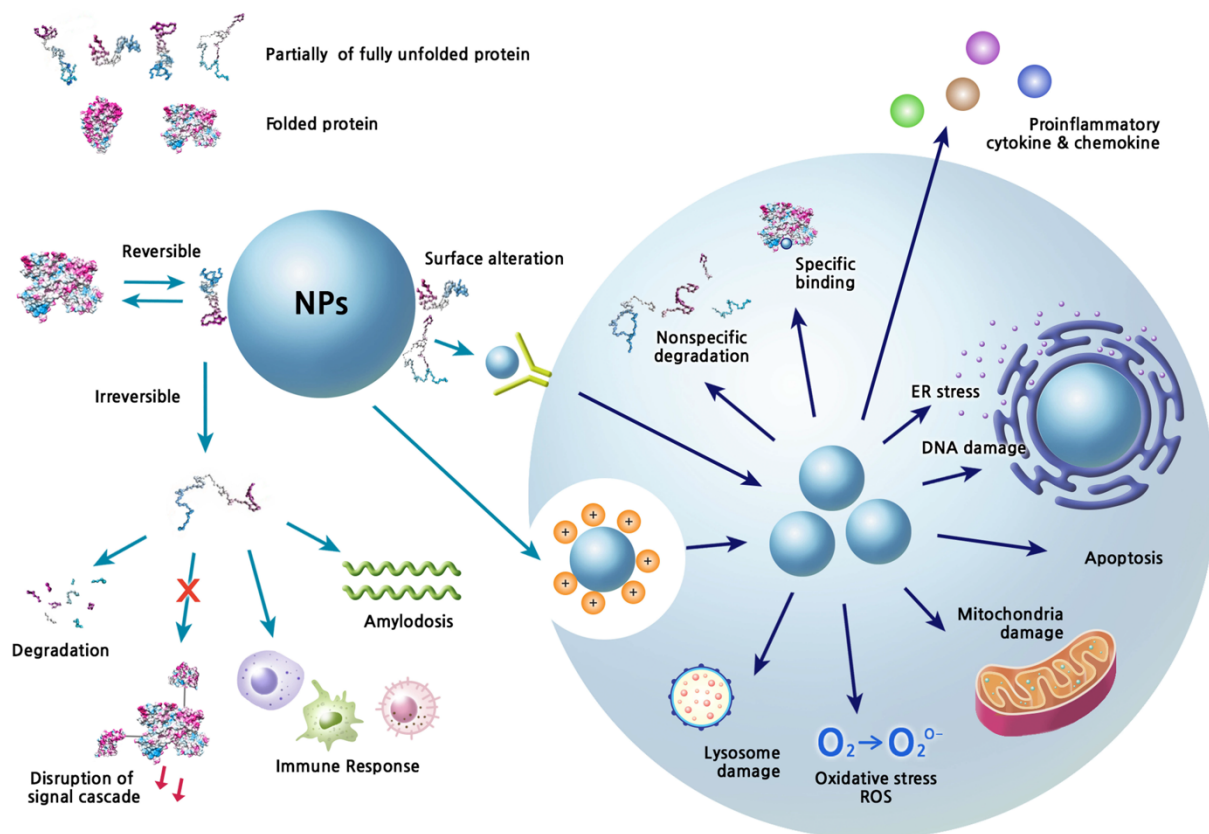 Partially of fully unfolded protein
Folded protein
Proinflammatory
cytokine & chemokine
Reversible
NPs
Surface alteration
Irreversible
Specific
binding
Nonspecific
degradation
ER stress
DNA damage
+
+
+
+
+
+
+
Apoptosis
Mitochondria
damage
Amylodosis
Degradation
X
Disruption of
signal cascade
Immune Response
Lysosome
damage
O₂→O₂ᴼ⁻
Oxidative stress
ROS